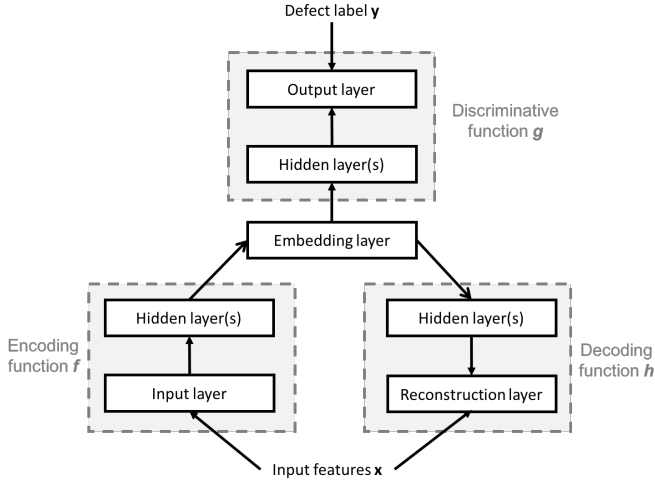 Defect label y
Output layer
Discriminative
function g
Hidden layer(s)
Embedding layer
Hidden layer(s)
Hidden layer(s)
Encoding
function f
Decoding
function h
Input layer
Reconstruction layer
Input features x